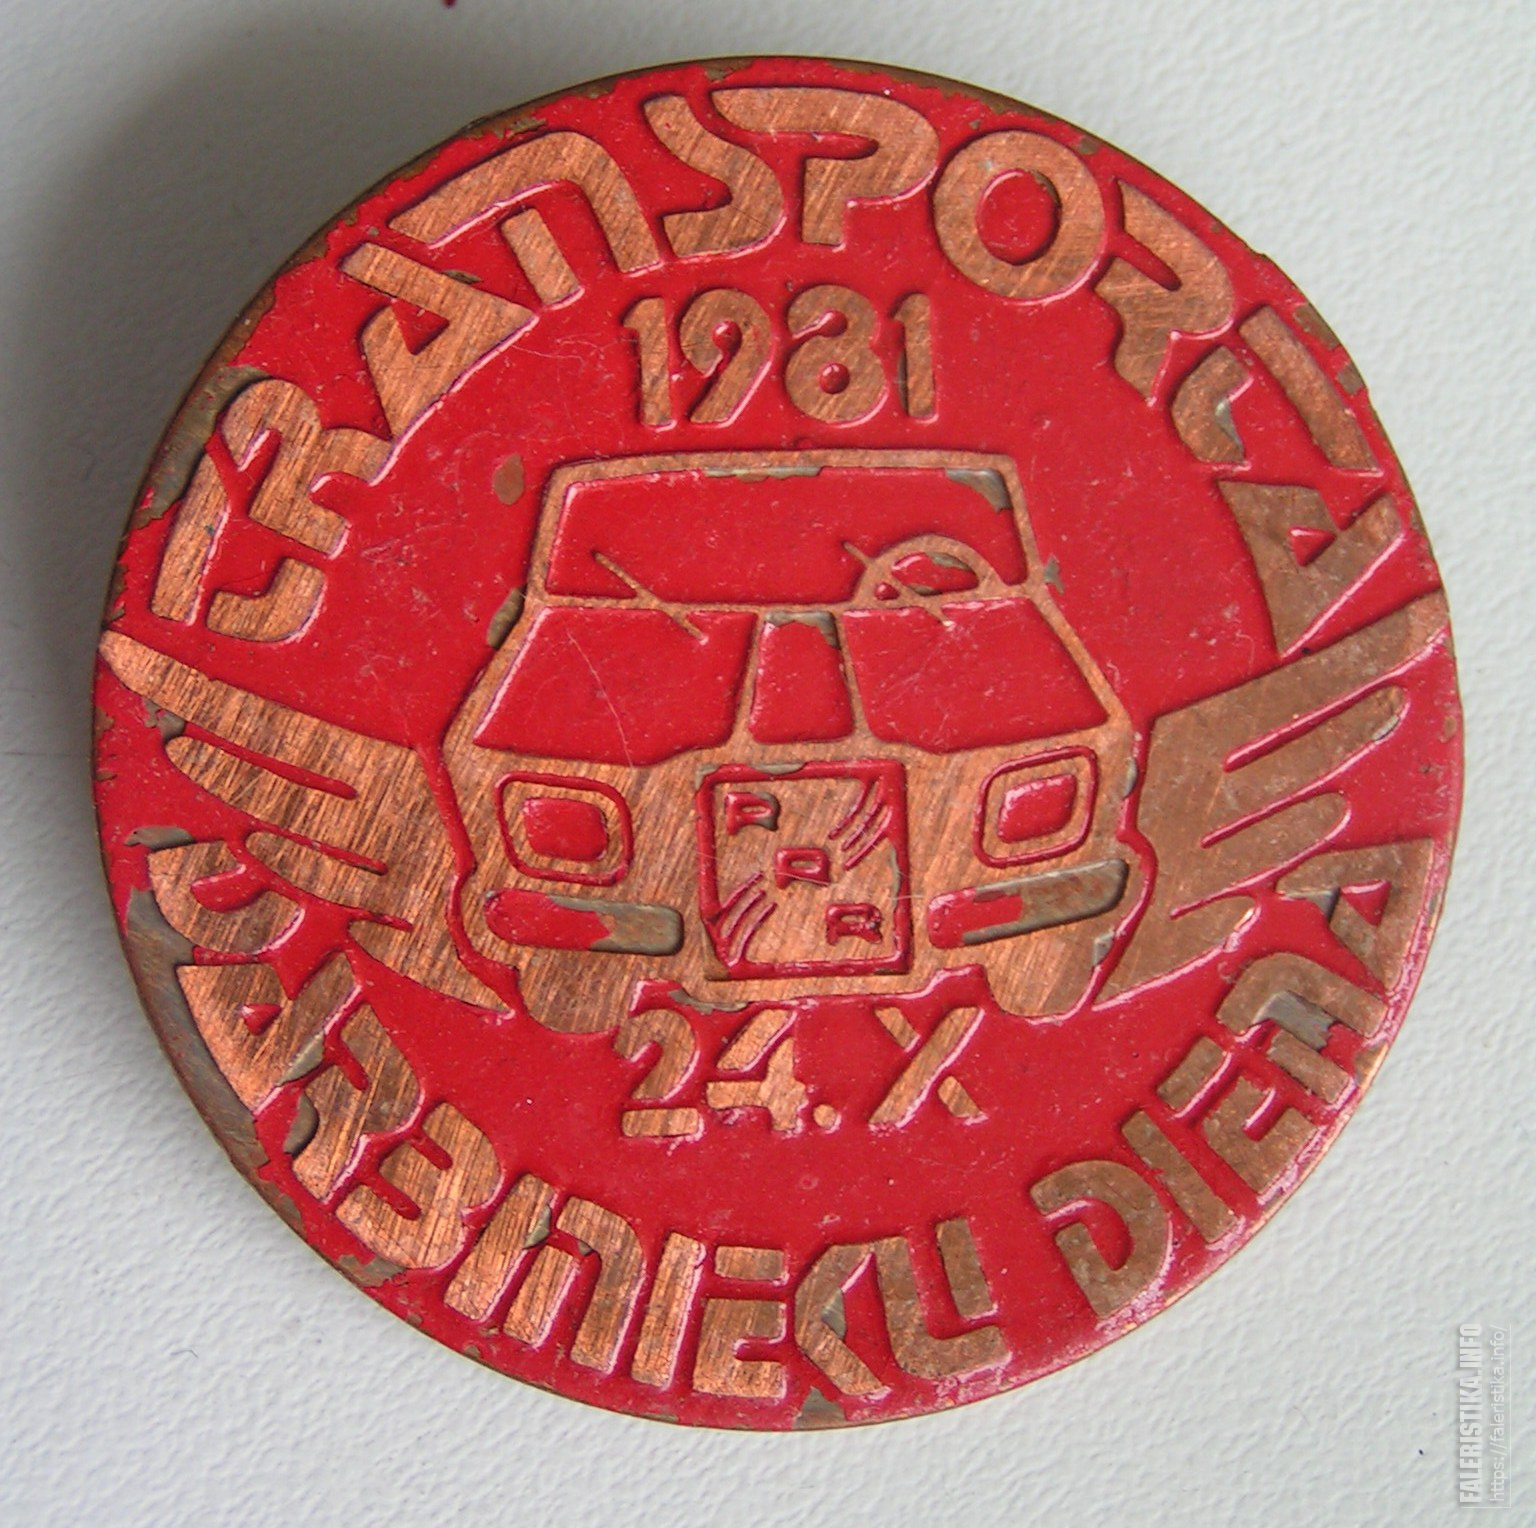 TRANSPORTA
1981
P
D
R
24. X
DARBINIEKU DIENA
FALERISTIKA.INFO
https://faleristika.info/